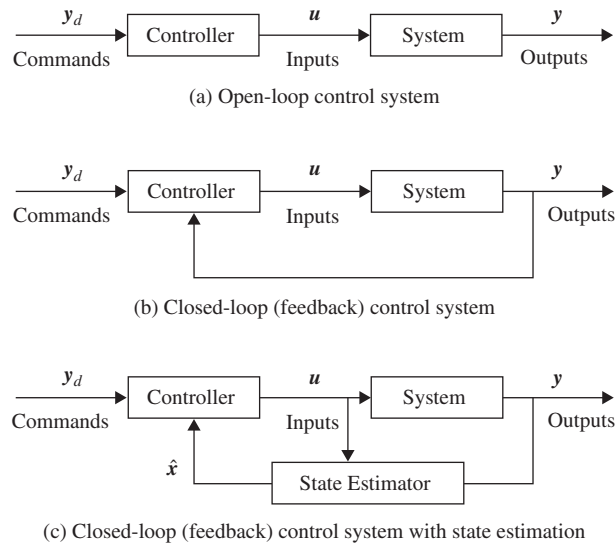 y_d u y
Controller System
Commands Inputs Outputs
(a) Open-loop control system
y_d u y
Controller System
Commands Inputs Outputs
(b) Closed-loop (feedback) control system
y_d u y
Controller System
Commands Inputs Outputs
x̂ State Estimator
(c) Closed-loop (feedback) control system with state estimation